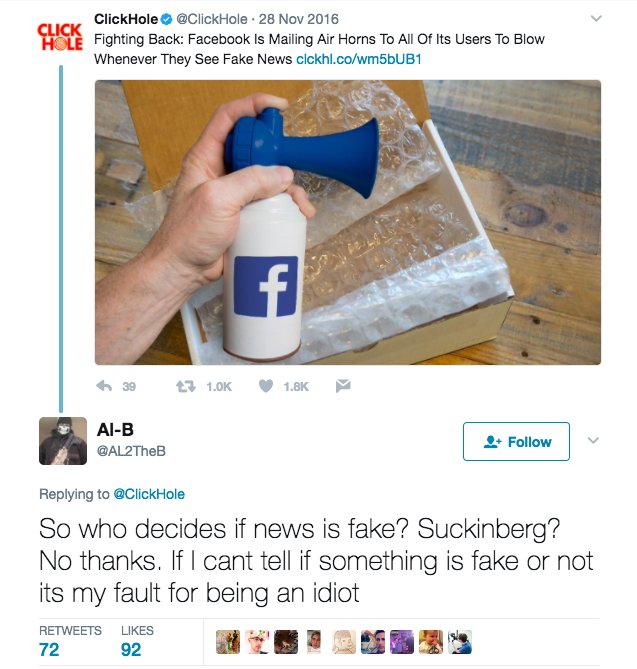 CLICK
HOLE
ClickHole @ClickHole · 28 Nov 2016
Fighting Back: Facebook Is Mailing Air Horns To All Of Its Users To Blow
Whenever They See Fake News clckhl.co/wm5bUB1
f
39 1.0K 1.8K
Al-B
@AL2TheB
Follow
Replying to @ClickHole
So who decides if news is fake? Suckinberg?
No thanks. If I cant tell if something is fake or not
its my fault for being an idiot
RETWEETS LIKES
72 92